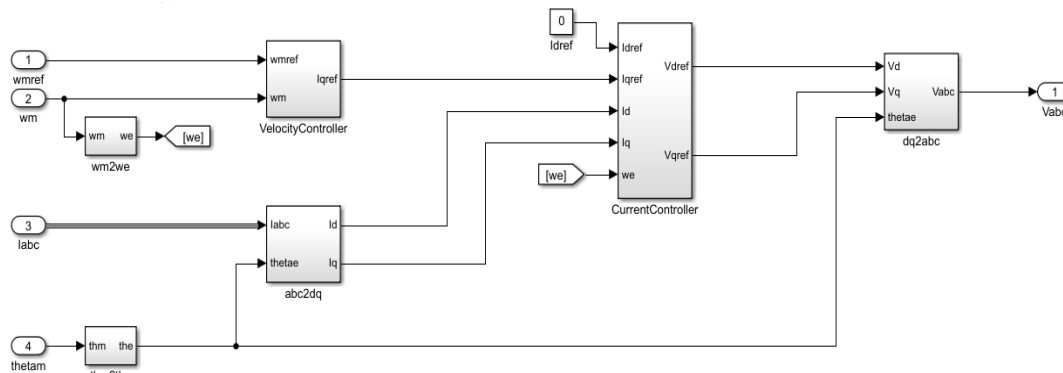 0
Idref
1
wmref
wmref
Iqref
wm
VelocityController
2
wm
wm we
wm2we
[we]
Idref
Iqref
Id
Iq
we
Vdref
Vqref
CurrentController
[we]
Vd
Vq
thetae
Vabc
dq2abc
1
3
Iabc
Iabc
thetae
Id
Iq
abc2dq
4
thetam
thm the